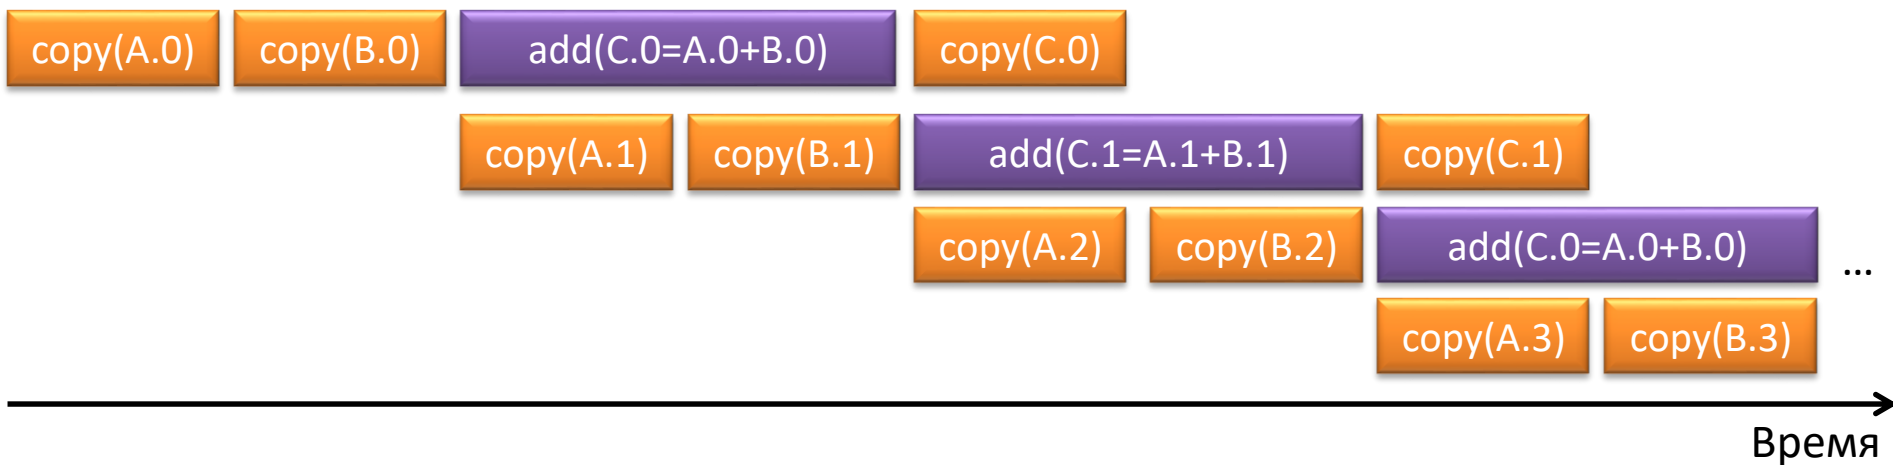 copy(A.0) copy(B.0) add(C.0=A.0+B.0) copy(C.0)
copy(A.1) copy(B.1) add(C.1=A.1+B.1) copy(C.1)
copy(A.2) copy(B.2) add(C.0=A.0+B.0) ...
copy(A.3) copy(B.3)
Время